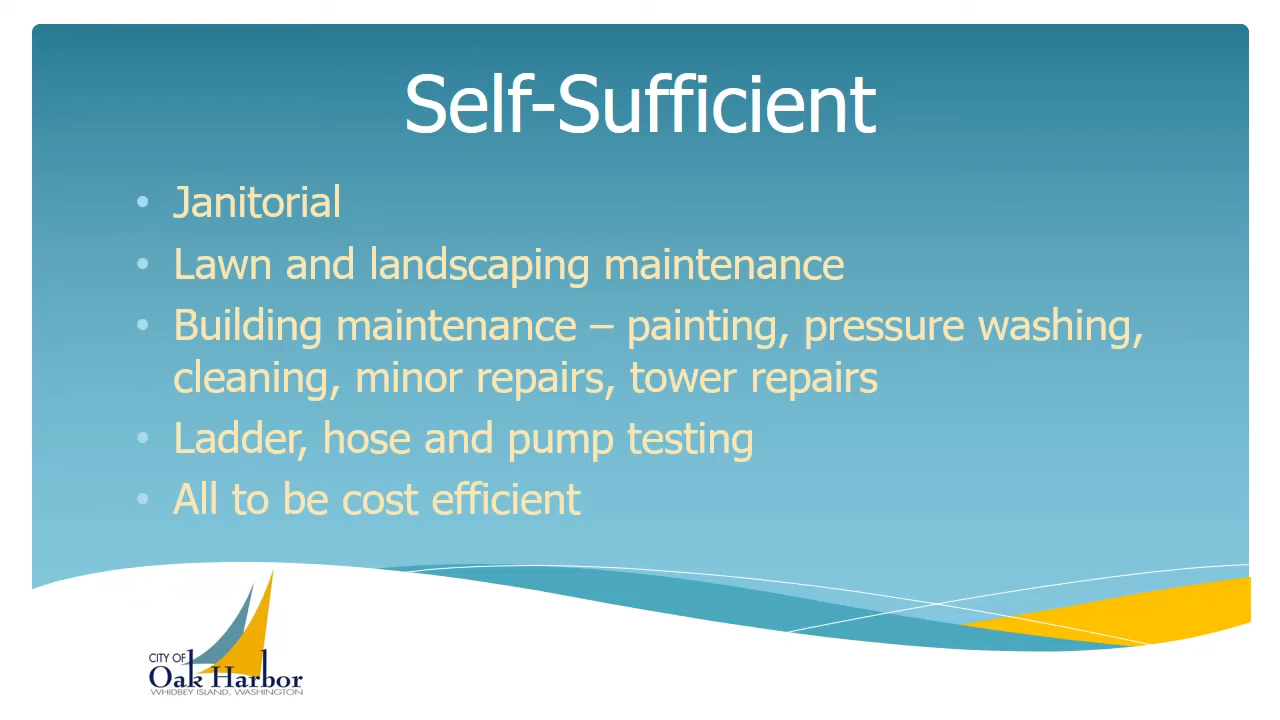 Self-Sufficient
• Janitorial
• Lawn and landscaping maintenance
• Building maintenance – painting, pressure washing,
cleaning, minor repairs, tower repairs
• Ladder, hose and pump testing
• All to be cost efficient
CITY OF
Oak Harbor
WHIDBEY ISLAND, WASHINGTON